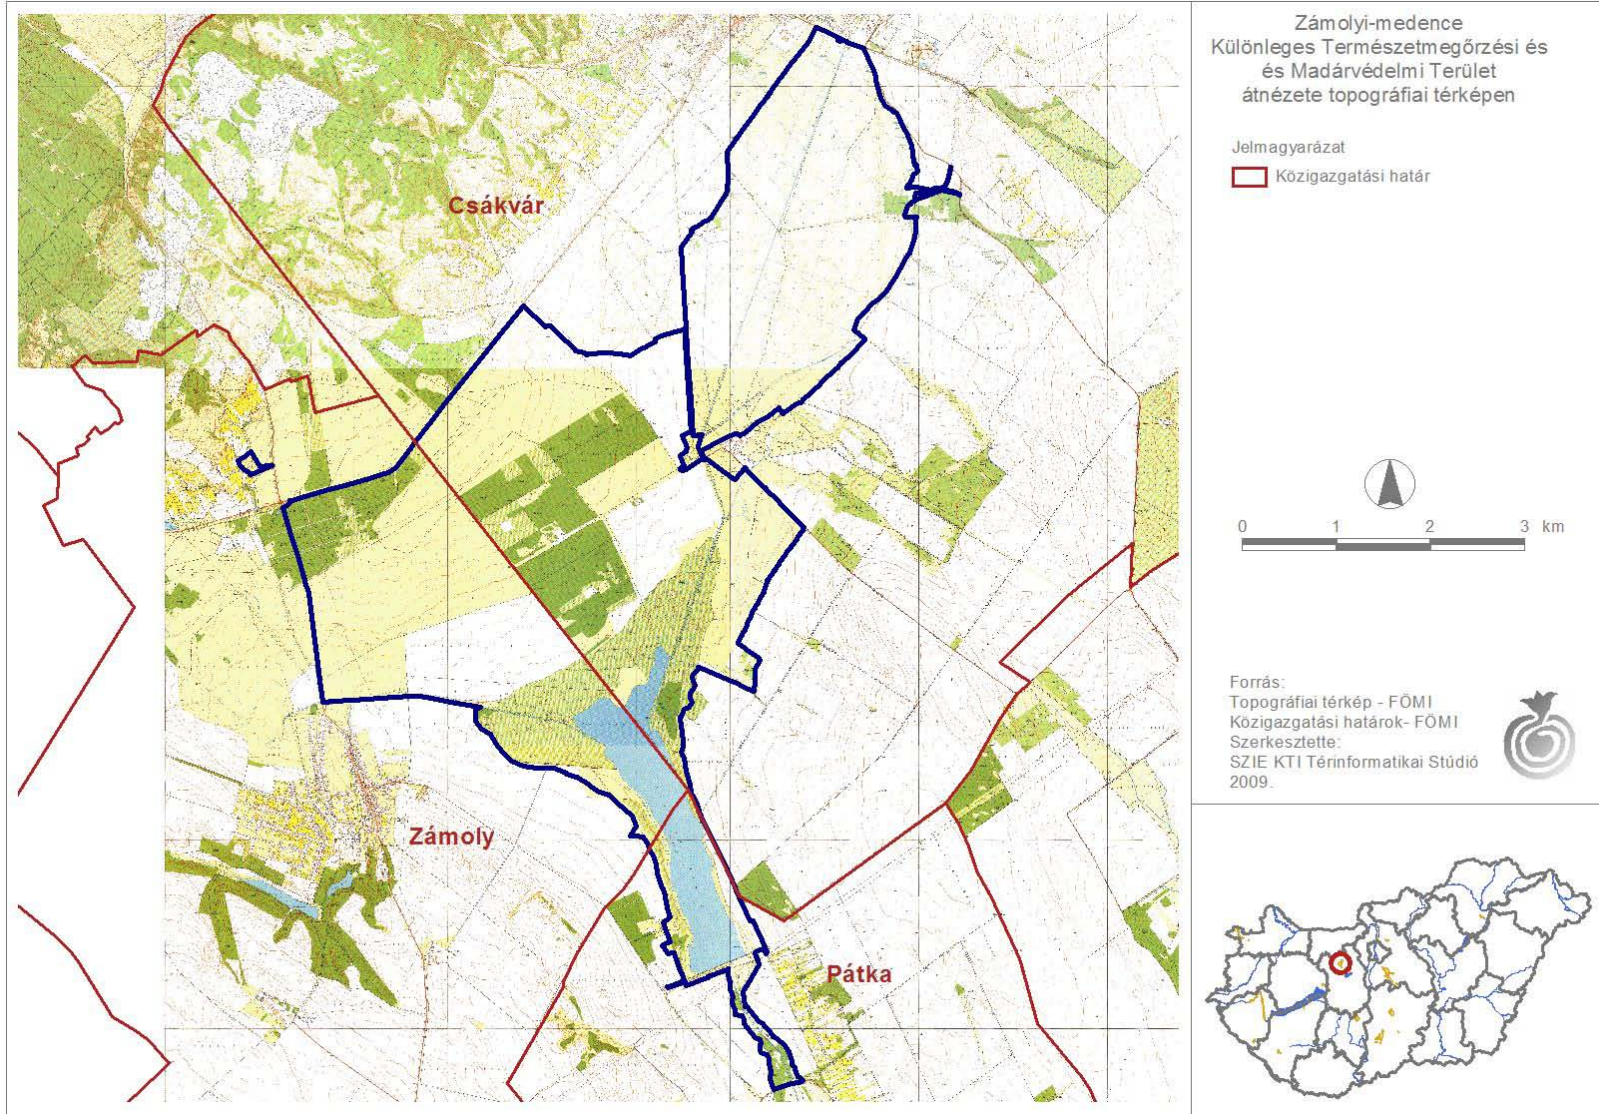 Zámolyi-medence
Különleges Természetmegőrzési és
és Madárvédelmi Terület
átnézete topográfiai térképen
Jelmagyarázat
Közigazgatási határ
Csákvár
Zámoly
Pátka
0 1 2 3 km
Forrás:
Topográfiai térkép - FÖMI
Közigazgatási határok- FÖMI
Szerkesztette:
SZIE KTI Térinformatikai Stúdió
2009.